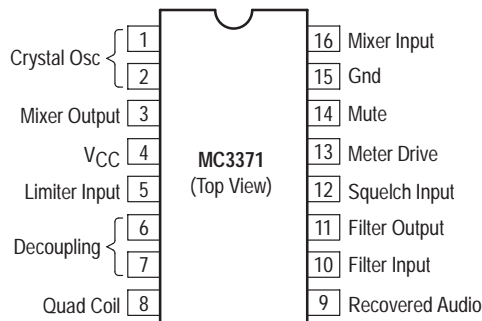 Crystal Osc
1
2
Mixer Output 3
VCC 4
Limiter Input 5
Decoupling
6
7
Quad Coil 8
MC3371
(Top View)
16 Mixer Input
15 Gnd
14 Mute
13 Meter Drive
12 Squelch Input
11 Filter Output
10 Filter Input
9 Recovered Audio